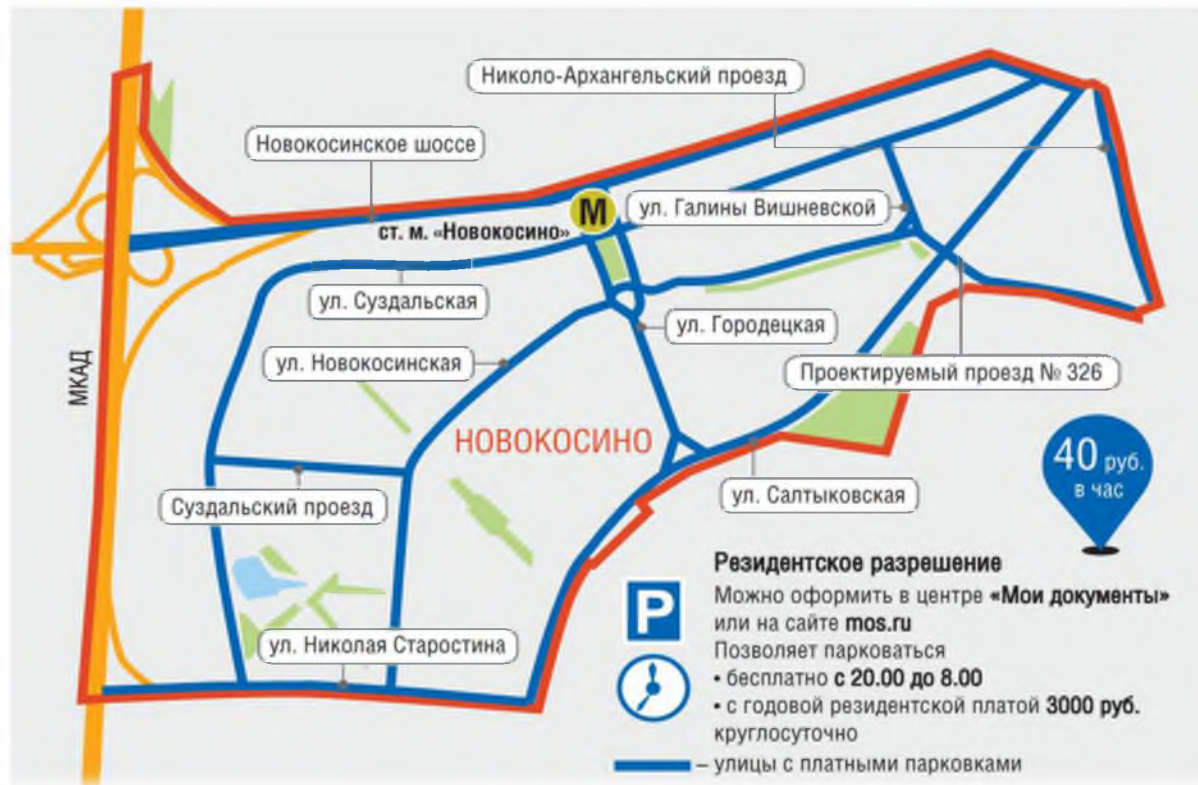 Николо-Архангельский проезд
Новокосинское шоссе
М
ул. Галины Вишневской
ст. м. «Новокосино»
ул. Суздальская
ул. Городецкая
ул. Новокосинская
Проектируемый проезд № 326
МКАД
НОВОКОСИНО
40 руб.
в час
ул. Салтыковская
Суздальский проезд
ул. Николая Старостина
Резидентское разрешение
P
Можно оформить в центре «Мои документы»
или на сайте mos.ru
Позволяет парковаться
• бесплатно с 20.00 до 8.00
• с годовой резидентской платой 3000 руб.
круглосуточно
– улицы с платными парковками